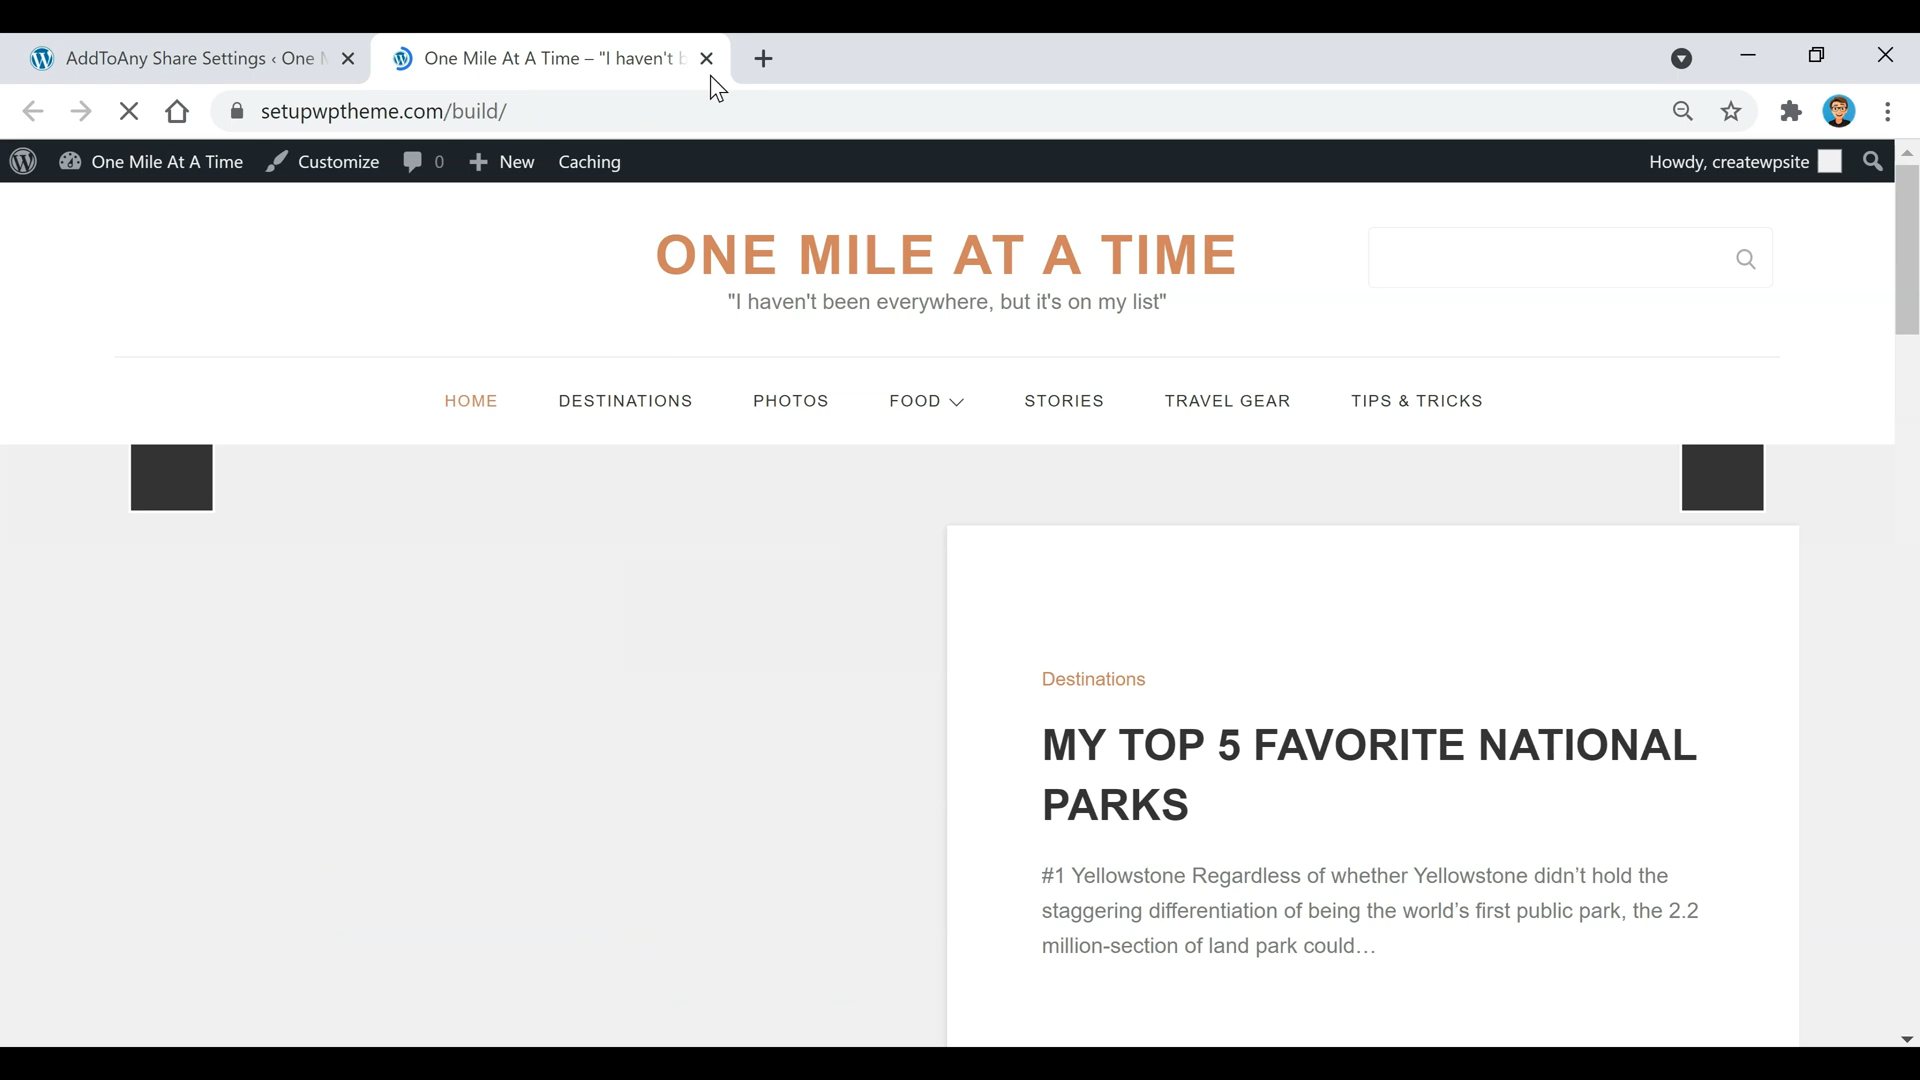 AddToAny Share Settings ‹ One M
One Mile At A Time – "I haven't b
setupwptheme.com/build/
One Mile At A Time Customize 0 New Caching Howdy, createwpsite
ONE MILE AT A TIME
"I haven't been everywhere, but it's on my list"
HOME DESTINATIONS PHOTOS FOOD STORIES TRAVEL GEAR TIPS & TRICKS
Destinations
MY TOP 5 FAVORITE NATIONAL
PARKS
#1 Yellowstone Regardless of whether Yellowstone didn’t hold the
staggering differentiation of being the world’s first public park, the 2.2
million-section of land park could…